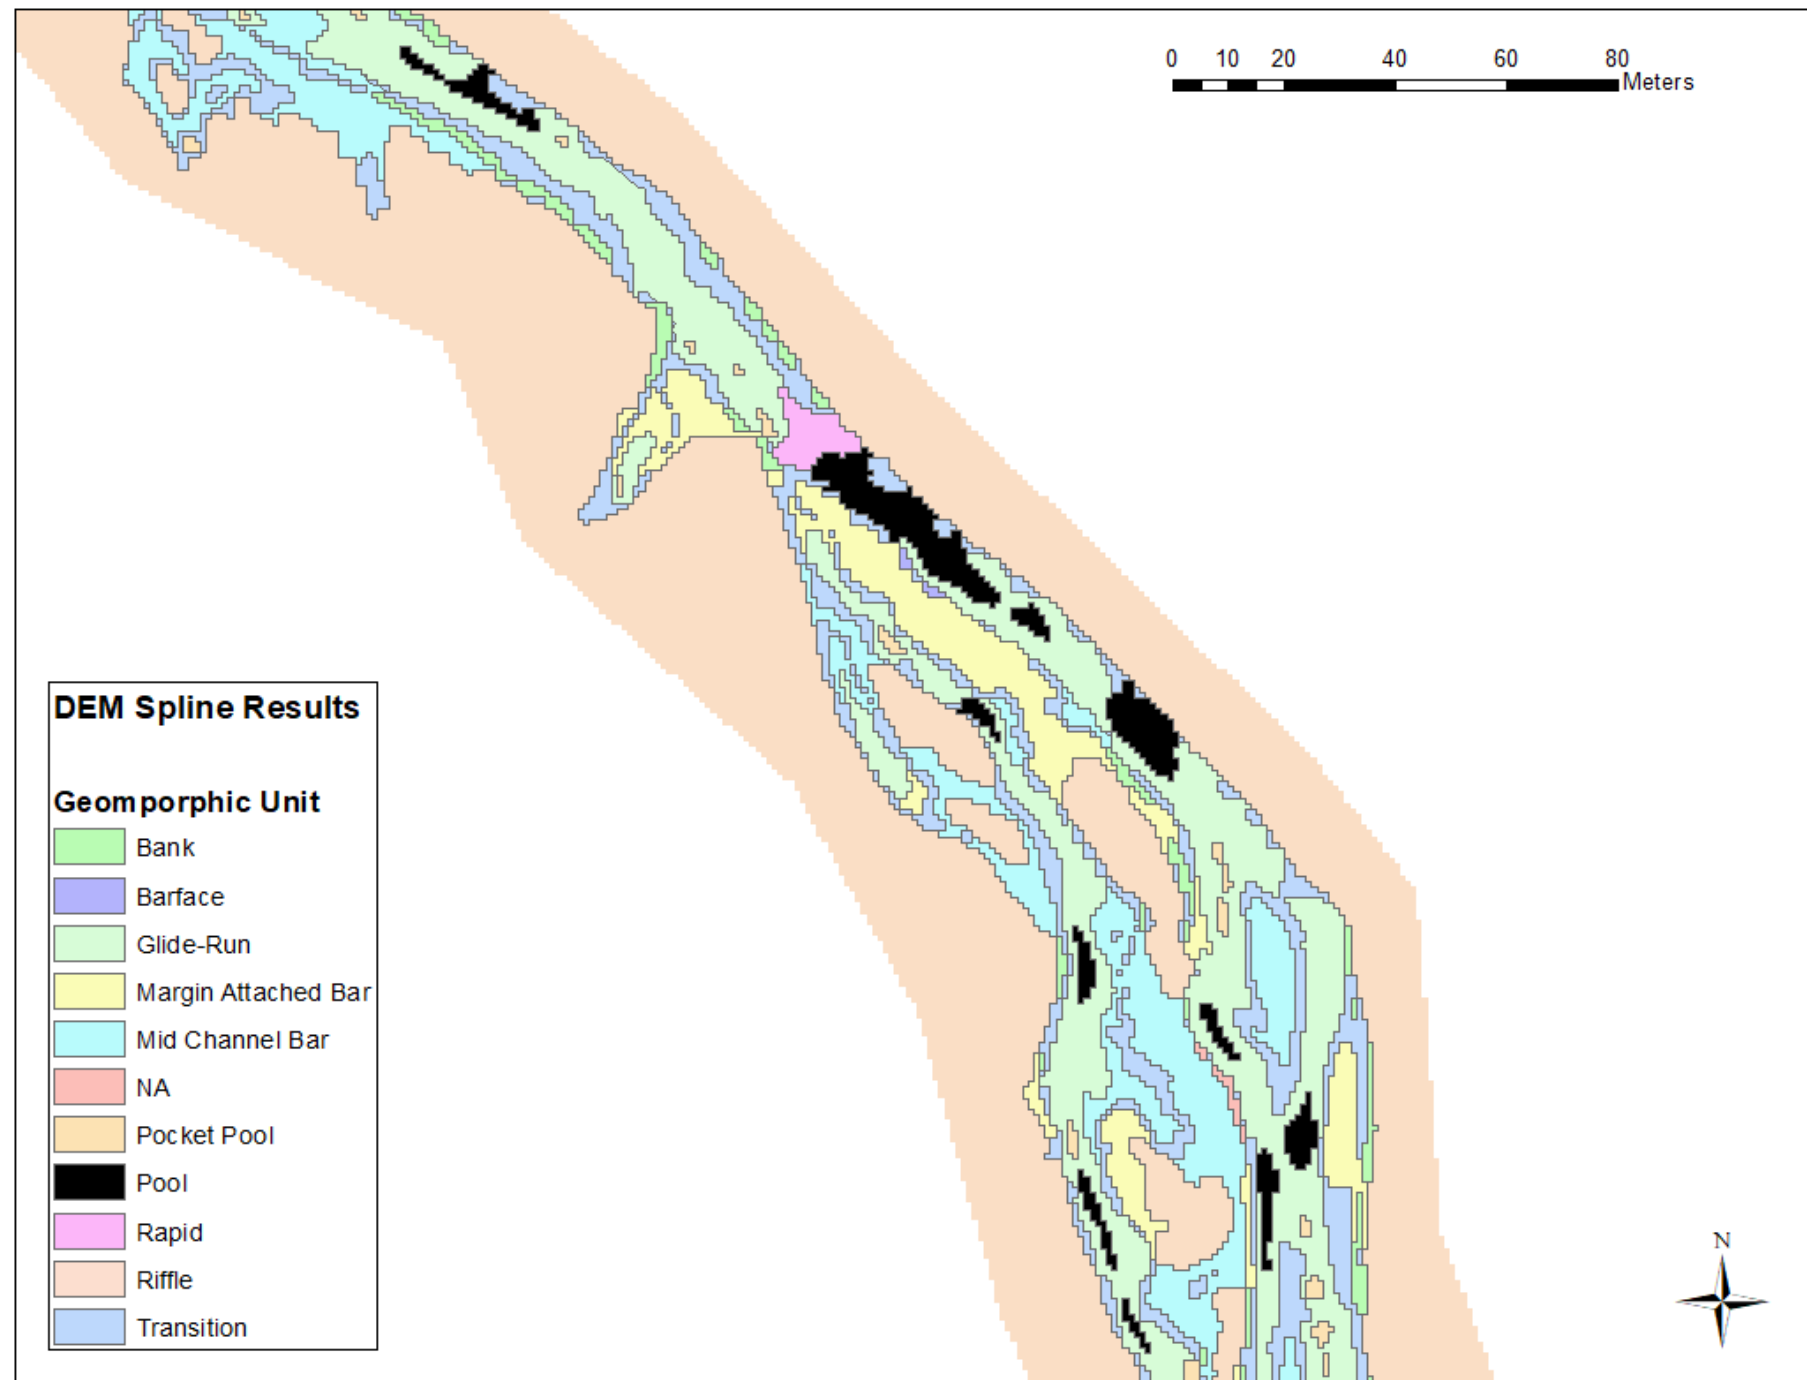 0 10 20 40 60 80
Meters
DEM Spline Results
Geomporphic Unit
Bank
Barface
Glide-Run
Margin Attached Bar
Mid Channel Bar
NA
Pocket Pool
Pool
Rapid
Riffle
Transition
N